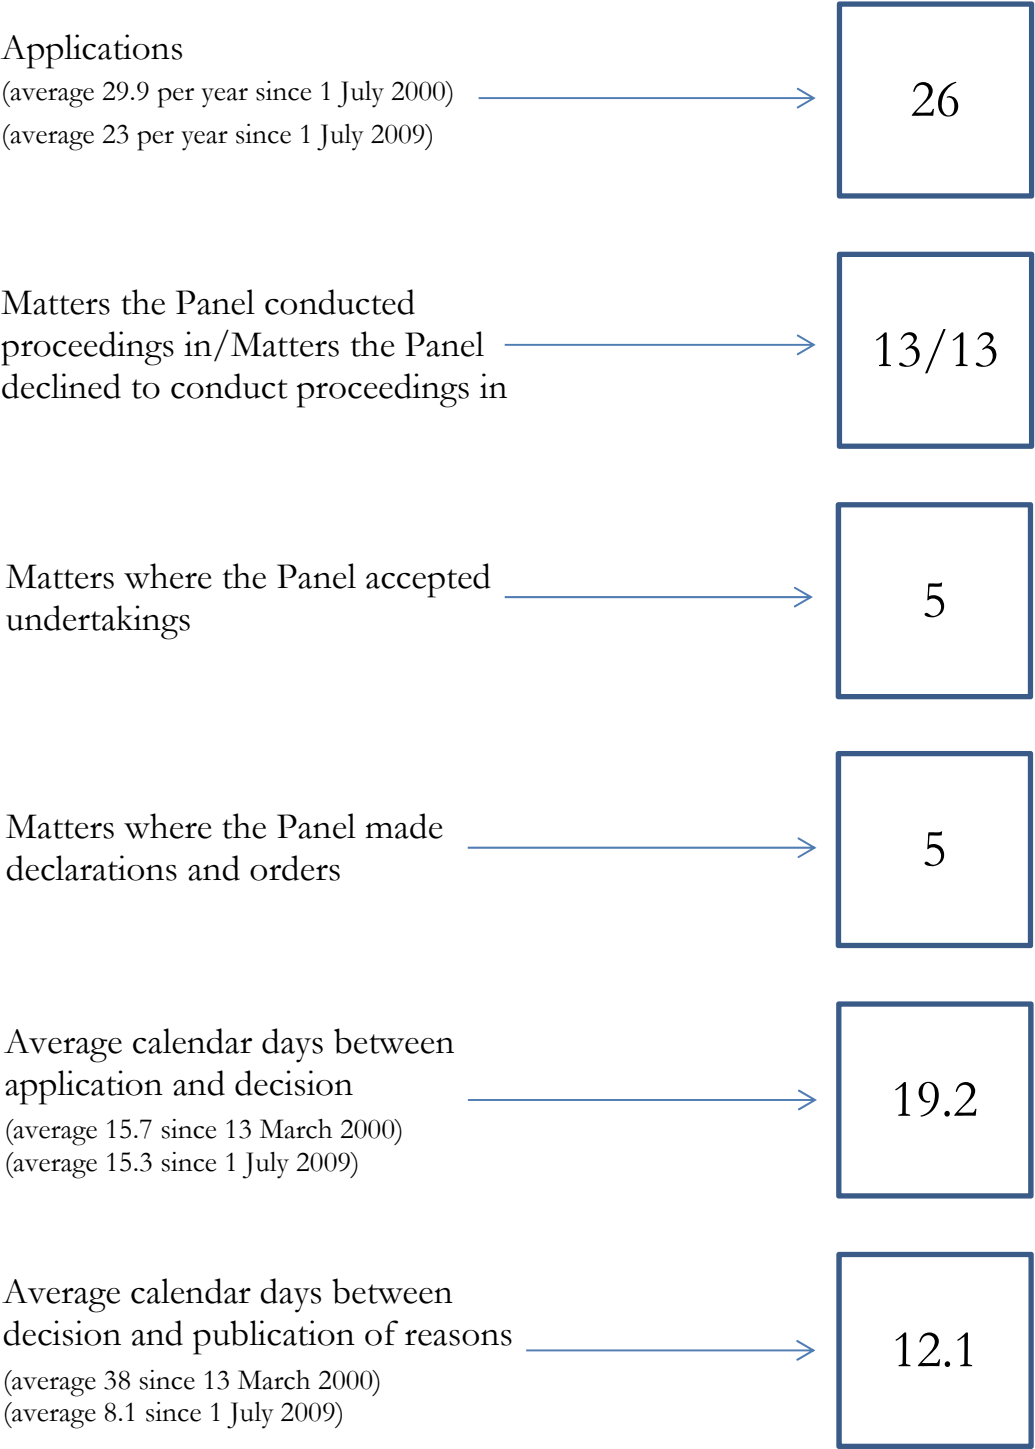 Applications
(average 29.9 per year since 1 July 2000)
(average 23 per year since 1 July 2009)
26
Matters the Panel conducted
proceedings in/Matters the Panel
declined to conduct proceedings in
13/13
Matters where the Panel accepted
undertakings
5
Matters where the Panel made
declarations and orders
5
Average calendar days between
application and decision
(average 15.7 since 13 March 2000)
(average 15.3 since 1 July 2009)
19.2
Average calendar days between
decision and publication of reasons
(average 38 since 13 March 2000)
(average 8.1 since 1 July 2009)
12.1